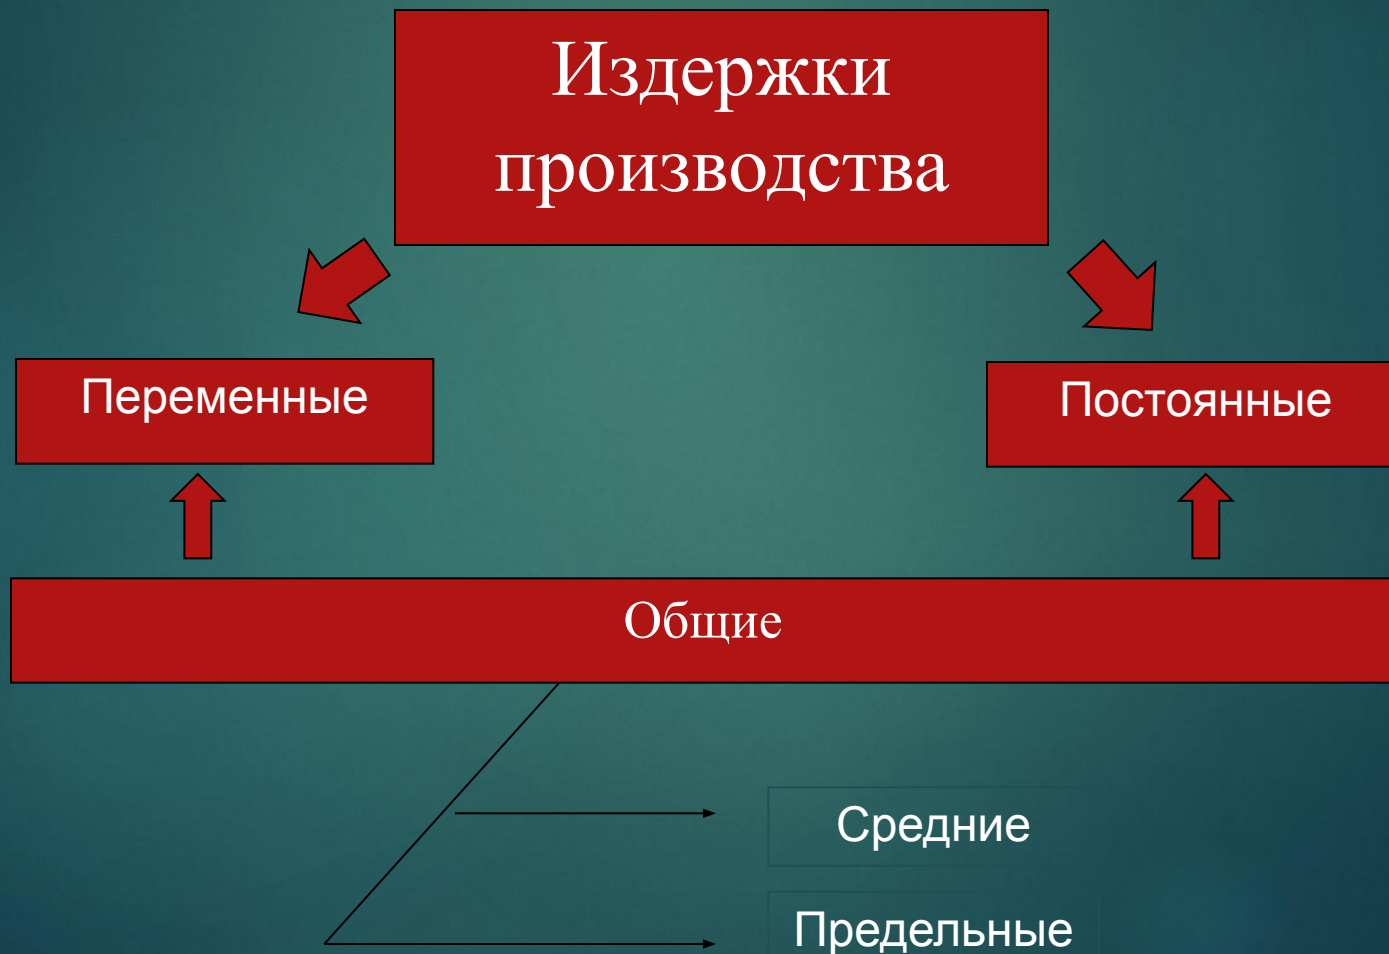 Издержки
производства
Переменные
Постоянные
Общие
Средние
Предельные